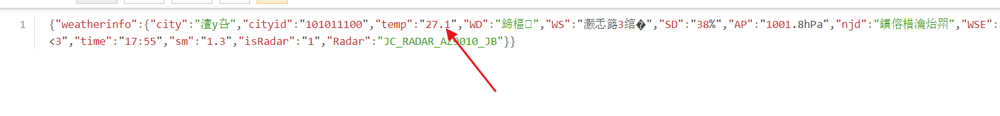 1 {"weatherinfo":{"city":"澶у叴","cityid":"101011100","temp":"27.1","WD":"鍗楅","WS":"灏忎簬3绾�","SD":"38%","AP":"1001.8hPa","njd":"鏆傛棤瀹炲喌","WSE":
<3","time":"17:55","sm":"1.3","isRadar":"1","Radar":"JC_RADAR_AZ9010_JB"}}